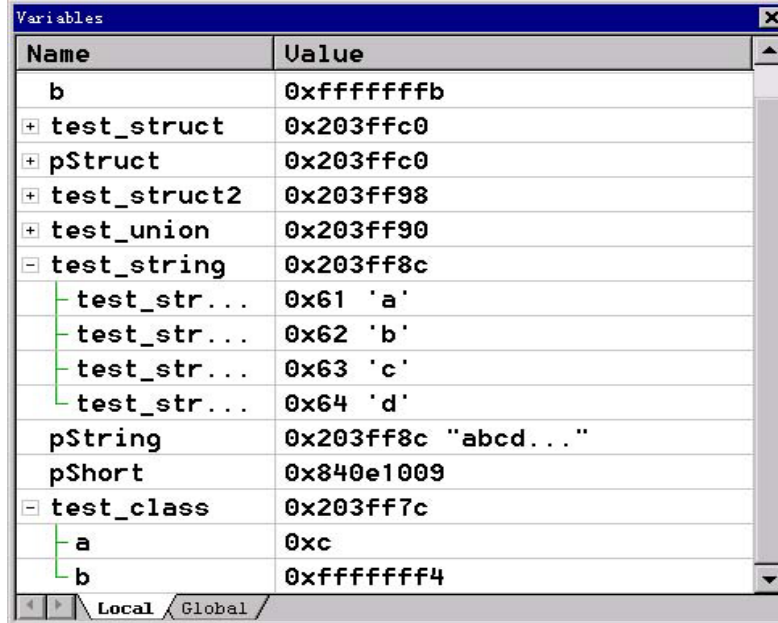 Variables
Name Value
b 0xfffffffb
test_struct 0x203ffc0
pStruct 0x203ffc0
test_struct2 0x203ff98
test_union 0x203ff90
test_string 0x203ff8c
test_str... 0x61 'a'
test_str... 0x62 'b'
test_str... 0x63 'c'
test_str... 0x64 'd'
pString 0x203ff8c "abcd..."
pShort 0x840e1009
test_class 0x203ff7c
a 0xc
b 0xfffffff4
Local Global